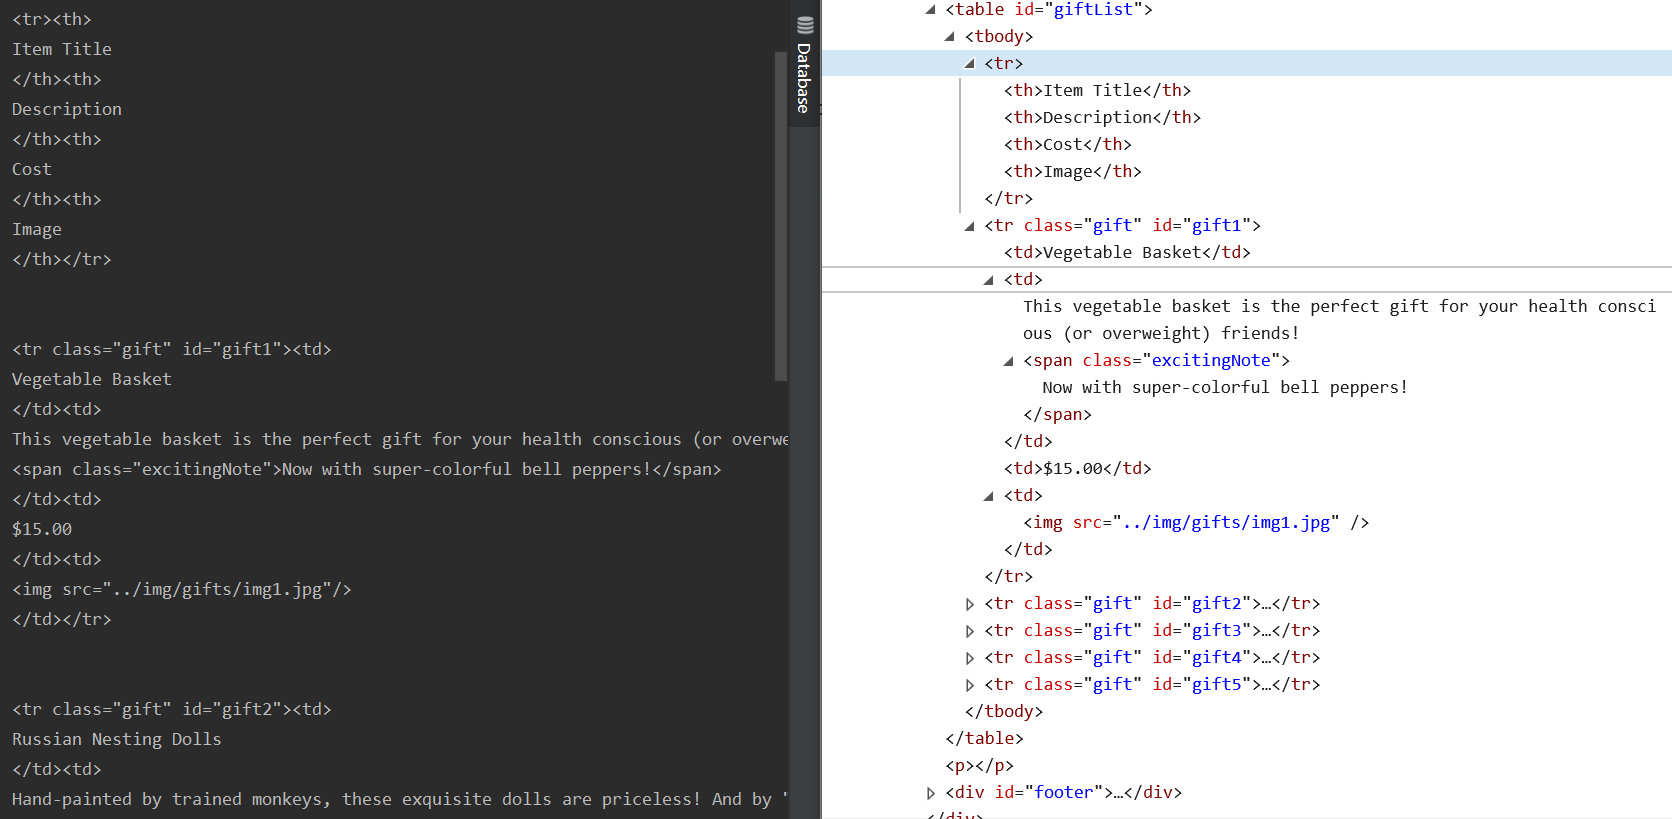 <tr><th>
Item Title
</th><th>
Description
</th><th>
Cost
</th><th>
Image
</th></tr>
<tr class="gift" id="gift1"><td>
Vegetable Basket
</td><td>
This vegetable basket is the perfect gift for your health conscious (or overwe
<span class="excitingNote">Now with super-colorful bell peppers!</span>
</td><td>
$15.00
</td><td>
<img src="../img/gifts/img1.jpg"/>
</td></tr>
<tr class="gift" id="gift2"><td>
Russian Nesting Dolls
</td><td>
Hand-painted by trained monkeys, these exquisite dolls are priceless! And by "
Database
<table id="giftList">
<tbody>
<tr>
<th>Item Title</th>
<th>Description</th>
<th>Cost</th>
<th>Image</th>
</tr>
<tr class="gift" id="gift1">
<td>Vegetable Basket</td>
<td>
This vegetable basket is the perfect gift for your health consci
ous (or overweight) friends!
<span class="excitingNote">
Now with super-colorful bell peppers!
</span>
</td>
<td>$15.00</td>
<td>
<img src="../img/gifts/img1.jpg" />
</td>
</tr>
<tr class="gift" id="gift2">…</tr>
<tr class="gift" id="gift3">…</tr>
<tr class="gift" id="gift4">…</tr>
<tr class="gift" id="gift5">…</tr>
</tbody>
</table>
<p></p>
<div id="footer">…</div>
</div>